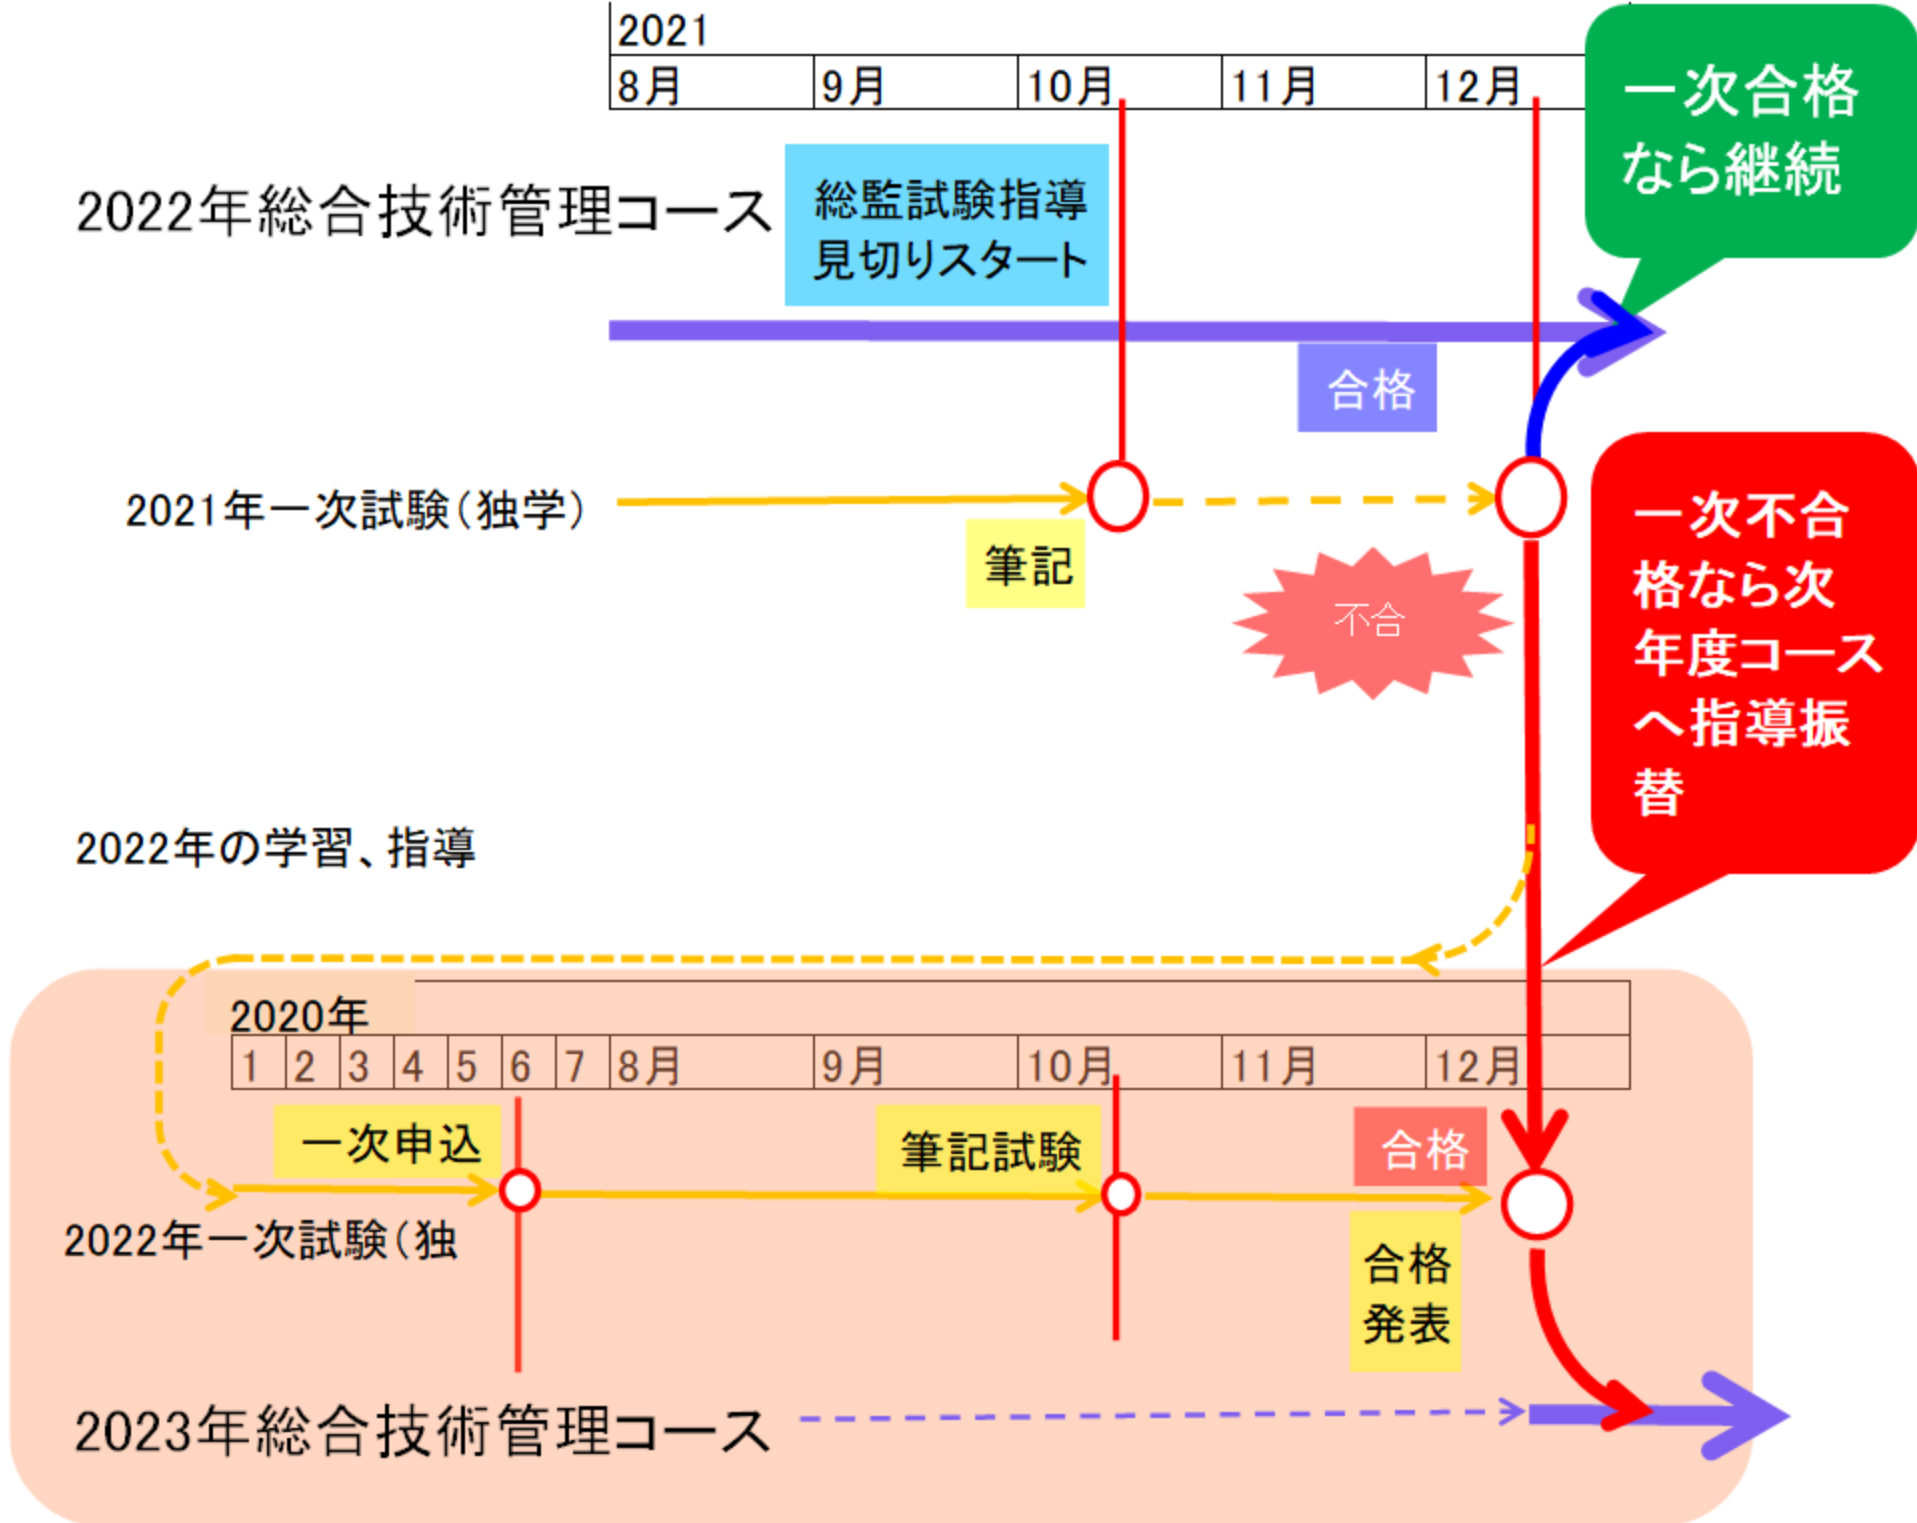 2021
8月 9月 10月 11月 12月
一次合格
なら継続
2022年総合技術管理コース
総監試験指導
見切りスタート
合格
2021年一次試験(独学)
筆記
不合
一次不合
格なら次
年度コース
へ指導振
替
2022年の学習、指導
2020年
1 2 3 4 5 6 7 8月 9月 10月 11月 12月
一次申込
筆記試験
合格
2022年一次試験(独
合格
発表
2023年総合技術管理コース